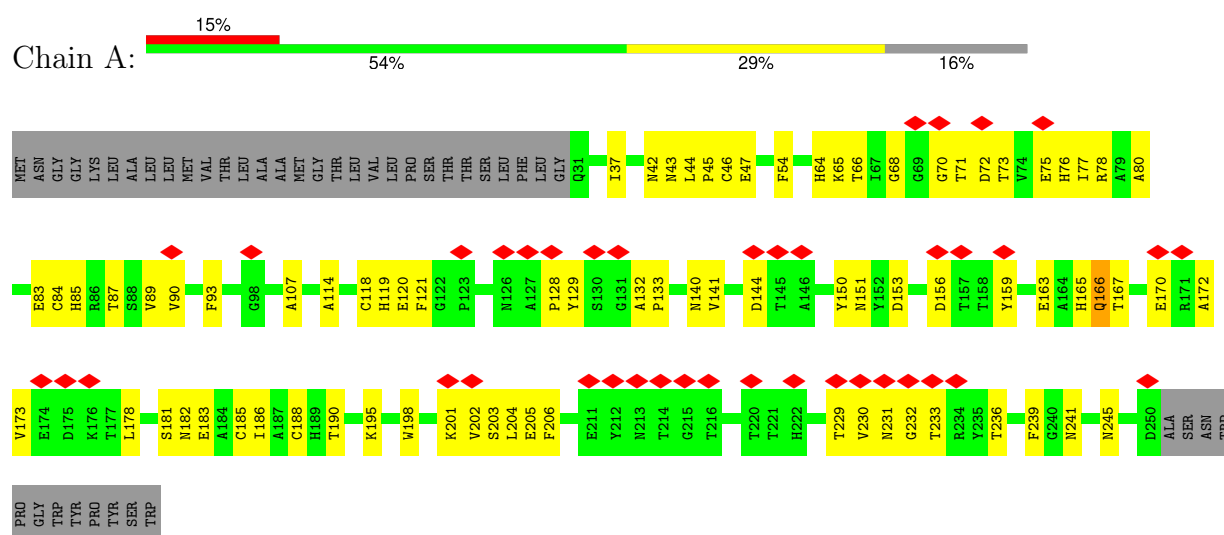 15%
Chain A:
54% 29% 16%
MET ASN GLY GLY LYS LEU ALA LEU LEU MET VAL THR LEU ALA ALA MET GLY THR LEU VAL LEU PRO SER THR THR SER LEU PHE LEU GLY Q31 I37 N42 N43 L44 P45 C46 E47 F54 H64 K65 T66 I67 G68 G69 G70 T71 D72 T73 V74 E75 H76 I77 R78 A79 A80
E83 C84 H85 R86 T87 S88 V89 V90 F93 G98 A107 A114 C118 H119 E120 F121 G122 P123 N126 A127 P128 Y129 S130 G131 A132 P133 N140 V141 D144 T145 A146 Y150 N151 Y152 D153 D156 T157 T158 Y159 E163 A164 H165 Q166 T167 E170 R171 A172
V173 E174 D175 K176 T177 L178 S181 N182 E183 A184 C185 I186 A187 C188 H189 T190 K195 W198 K201 V202 S203 L204 E205 F206 E211 Y212 N213 T214 G215 T216 T220 T221 H222 T229 V230 N231 G232 T233 R234 Y235 T236 F239 G240 N241 N245 D250 ALA SER ASN TRP
PRO GLY TRP TYR PRO TYR SER TRP